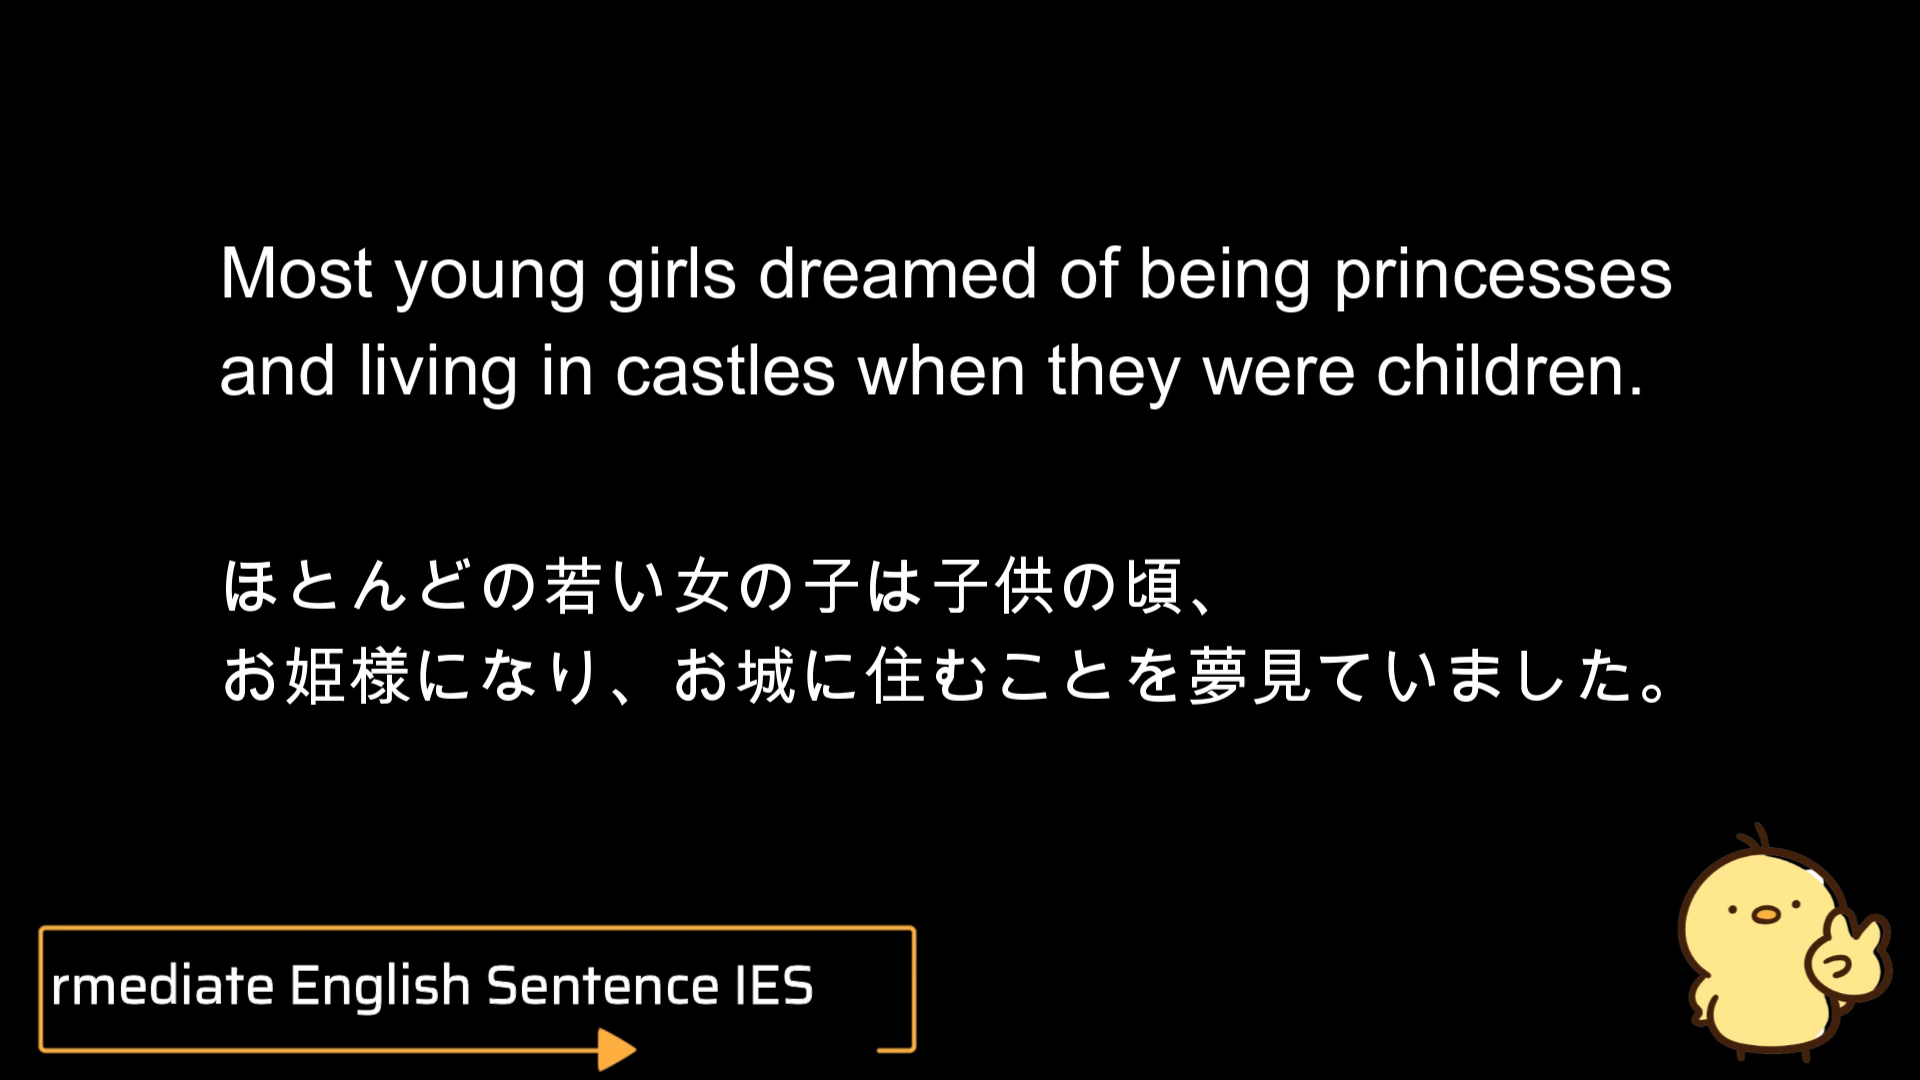 Most young girls dreamed of being princesses
and living in castles when they were children.
ほとんどの若い女の子は子供の頃、
お姫様になり、お城に住むことを夢見ていました。
rmediate English Sentence IES